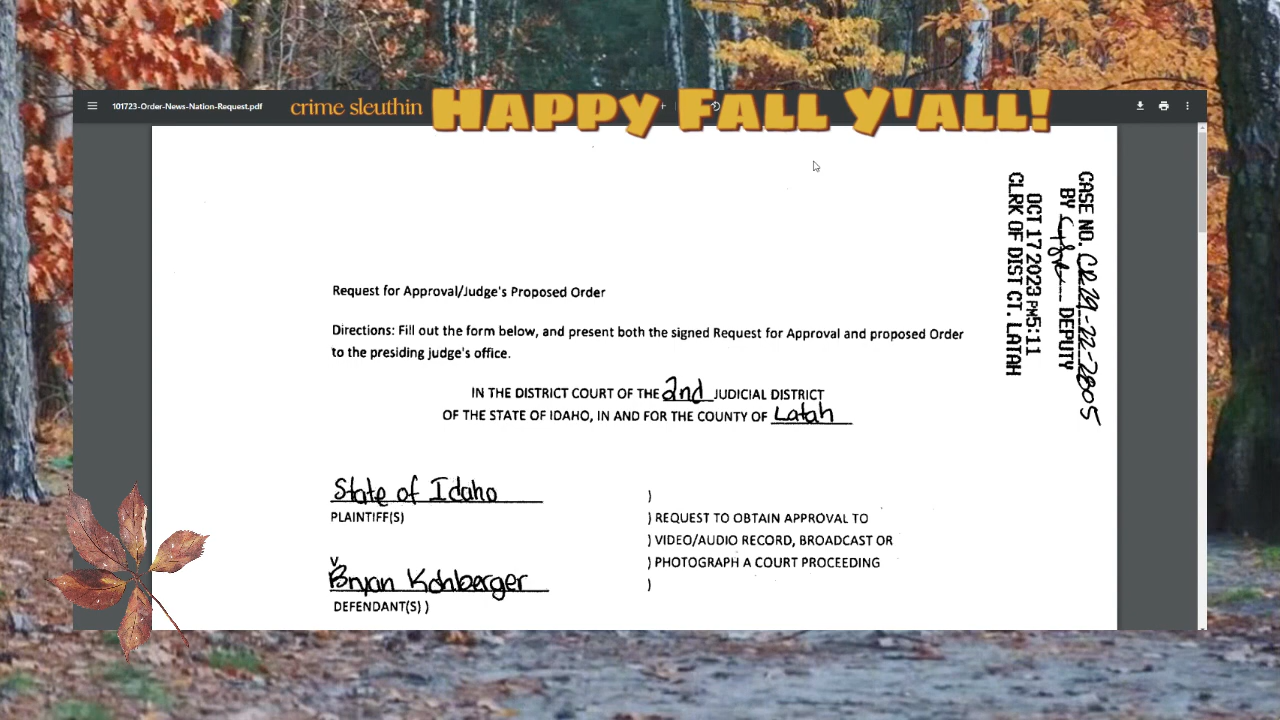 101723-Order-News-Nation-Request.pdf
crime sleuthin
Happy Fall Y'all!
CASE NO. CR29-22-2805
BY DEPUTY
OCT 17 2023 PM 5:11
CLRK OF DIST CT. LATAH
Request for Approval/Judge's Proposed Order
Directions: Fill out the form below, and present both the signed Request for Approval and proposed Order
to the presiding judge's office.
IN THE DISTRICT COURT OF THE 2nd JUDICIAL DISTRICT
OF THE STATE OF IDAHO, IN AND FOR THE COUNTY OF Latah
State of Idaho )
PLAINTIFF(S) ) REQUEST TO OBTAIN APPROVAL TO
) VIDEO/AUDIO RECORD, BROADCAST OR
v ) PHOTOGRAPH A COURT PROCEEDING
Bryan Kohberger )
DEFENDANT(S) )